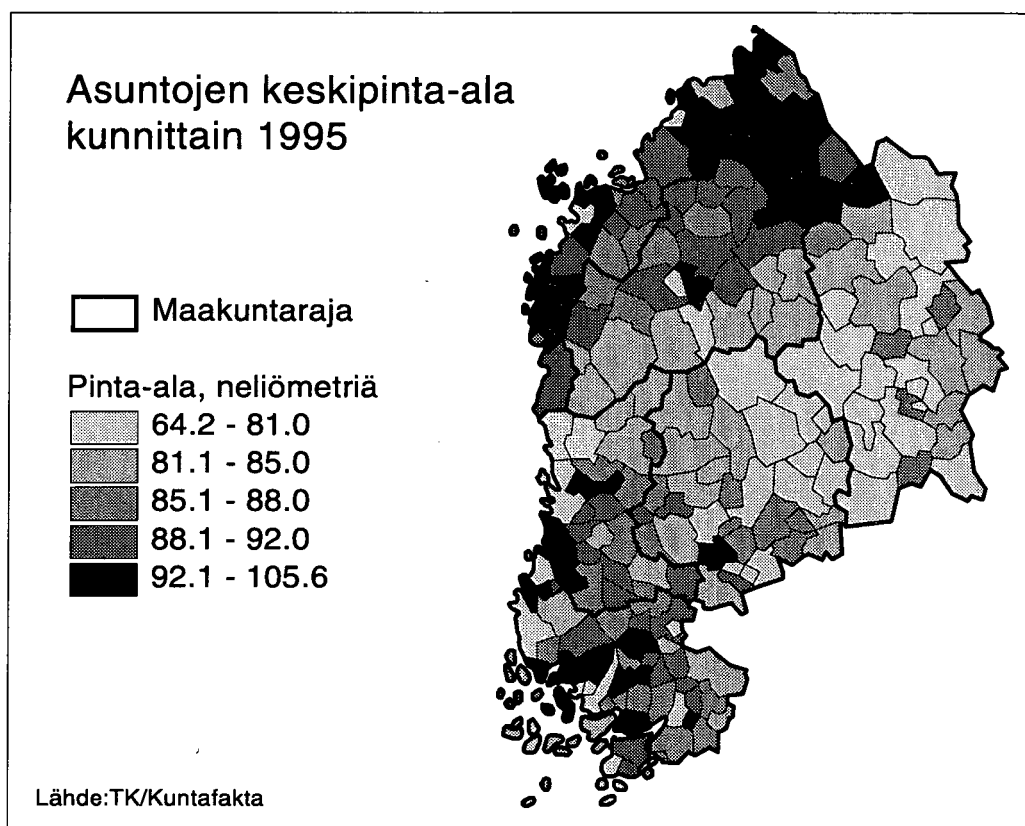 Asuntojen keskipinta-ala
kunnittain 1995
Maakuntaraja
Pinta-ala, neliömetriä
64.2 - 81.0
81.1 - 85.0
85.1 - 88.0
88.1 - 92.0
92.1 - 105.6
Lähde:TK/Kuntafakta